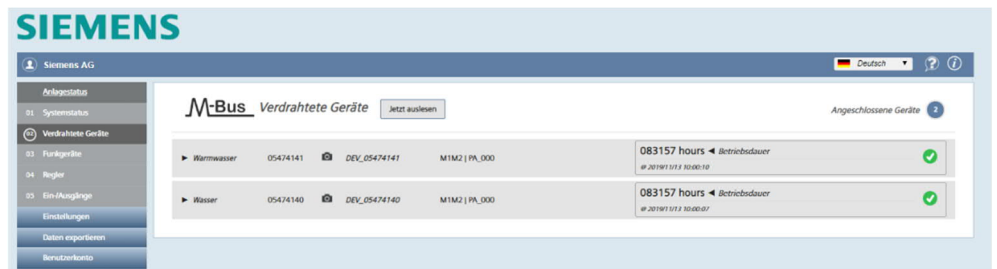 SIEMENS
Siemens AG
Deutsch
Anlagestatus
01 Systemstatus
02 Verdrahtete Geräte
03 Funkgeräte
04 Regler
05 Ein-/Ausgänge
Einstellungen
Daten exportieren
Benutzerkonto
M-Bus Verdrahtete Geräte Jetzt auslesen Angeschlossene Geräte 2
Warmwasser 05474141 DEV_05474141 M1M2 | PA_000 083157 hours ◄ Betriebsdauer
@ 2019/11/13 10:00:10
Wasser 05474140 DEV_05474140 M1M2 | PA_000 083157 hours ◄ Betriebsdauer
@ 2019/11/13 10:00:07